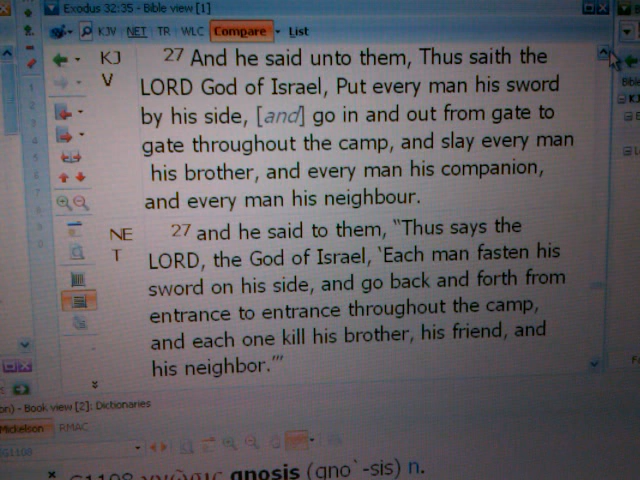 Exodus 32:35 - Bible view [1]
KJV NET TR WLC Compare List
KJ
V
27 And he said unto them, Thus saith the
LORD God of Israel, Put every man his sword
by his side, [and] go in and out from gate to
gate throughout the camp, and slay every man
his brother, and every man his companion,
and every man his neighbour.
NE
T
27 and he said to them, “Thus says the
LORD, the God of Israel, ‘Each man fasten his
sword on his side, and go back and forth from
entrance to entrance throughout the camp,
and each one kill his brother, his friend, and
his neighbor.’”
on) - Book view [2]: Dictionaries
Mickelson RMAC
G1108
G1108 γνῶσις gnosis (gno`-sis) n.